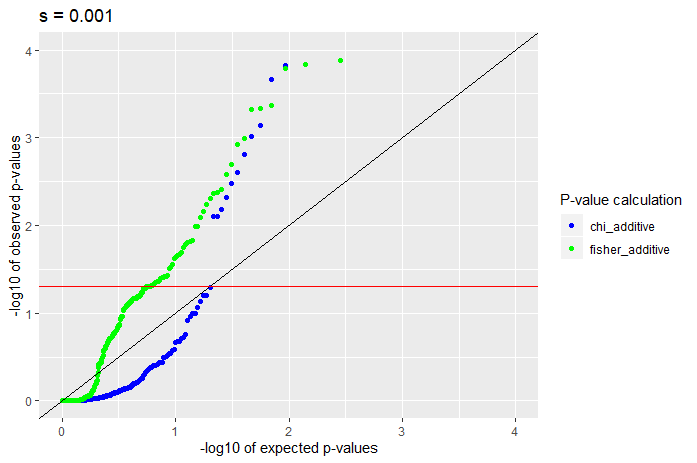 s = 0.001
-log10 of observed p-values
4
3
2
1
0
0
1
2
3
4
-log10 of expected p-values
P-value calculation
chi_additive
fisher_additive